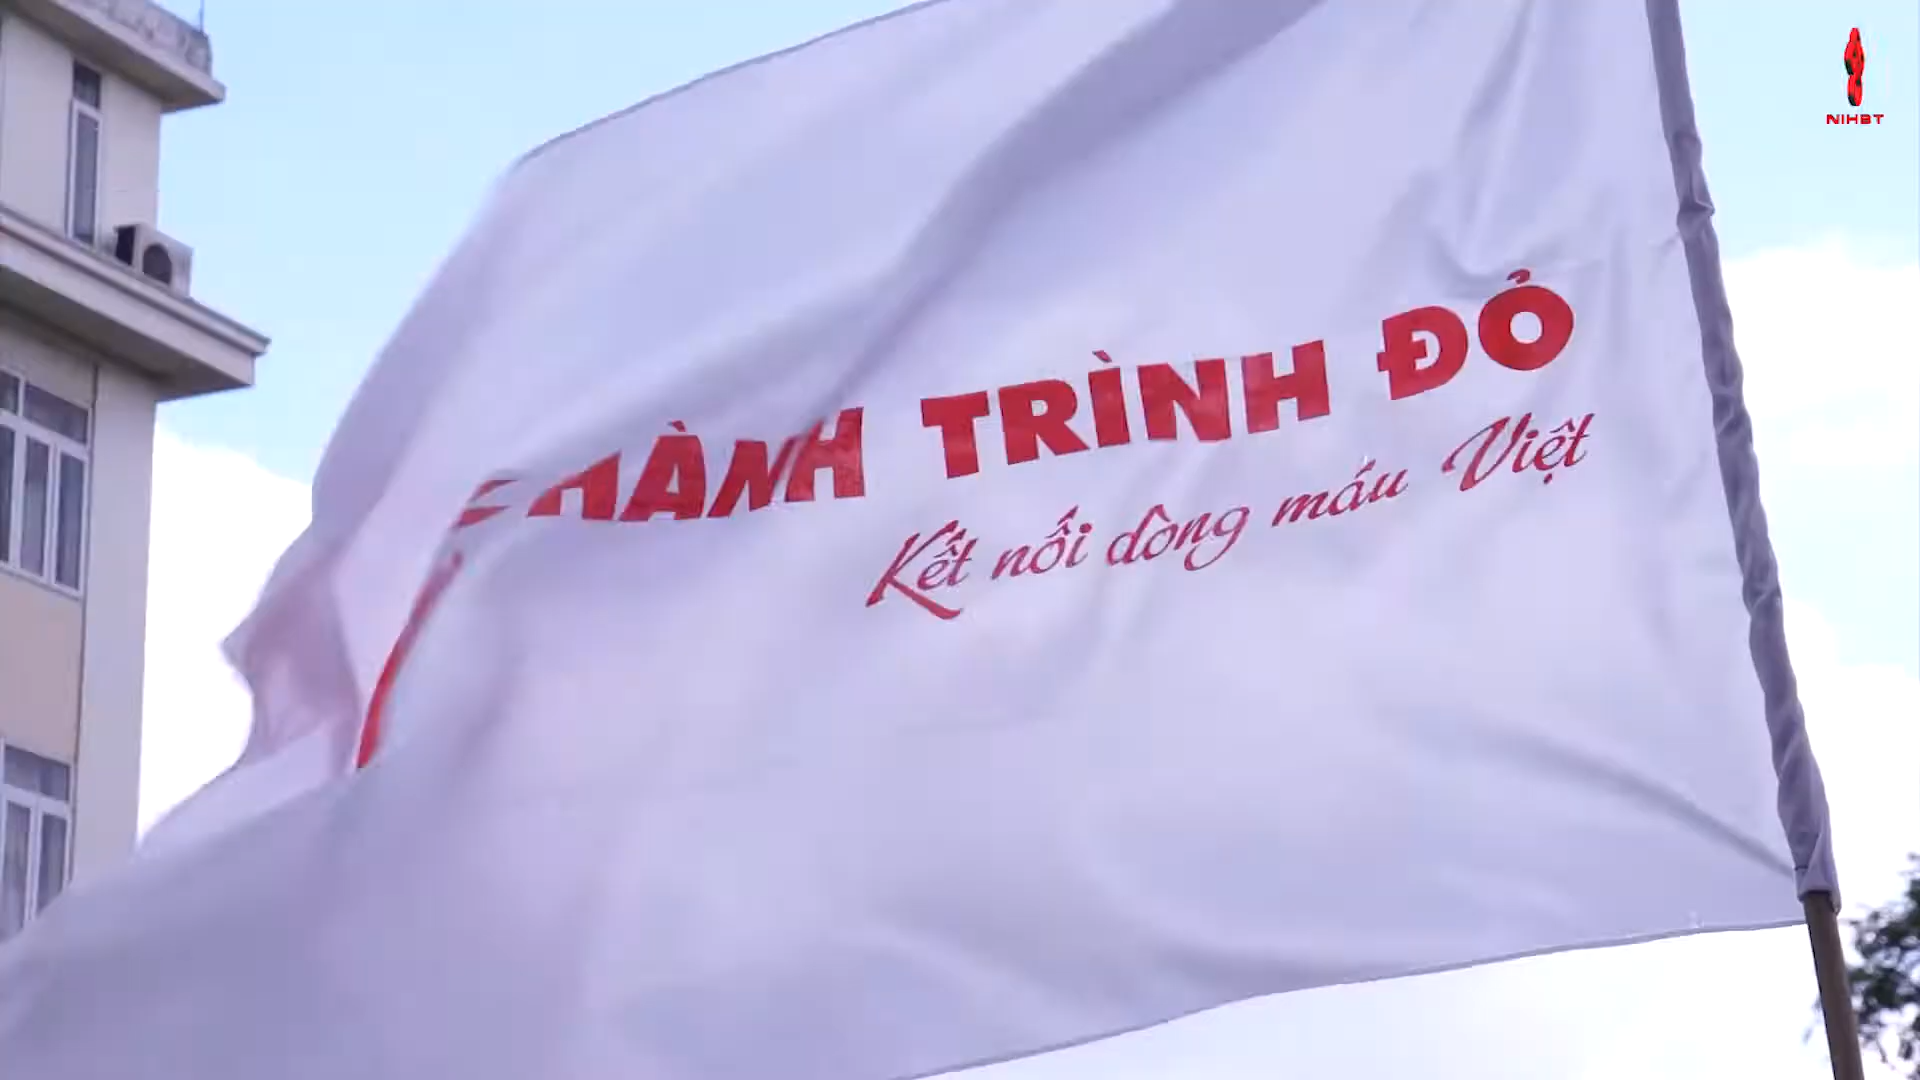 NIHBT
HÀNH TRÌNH ĐỎ
Kết nối dòng máu Việt